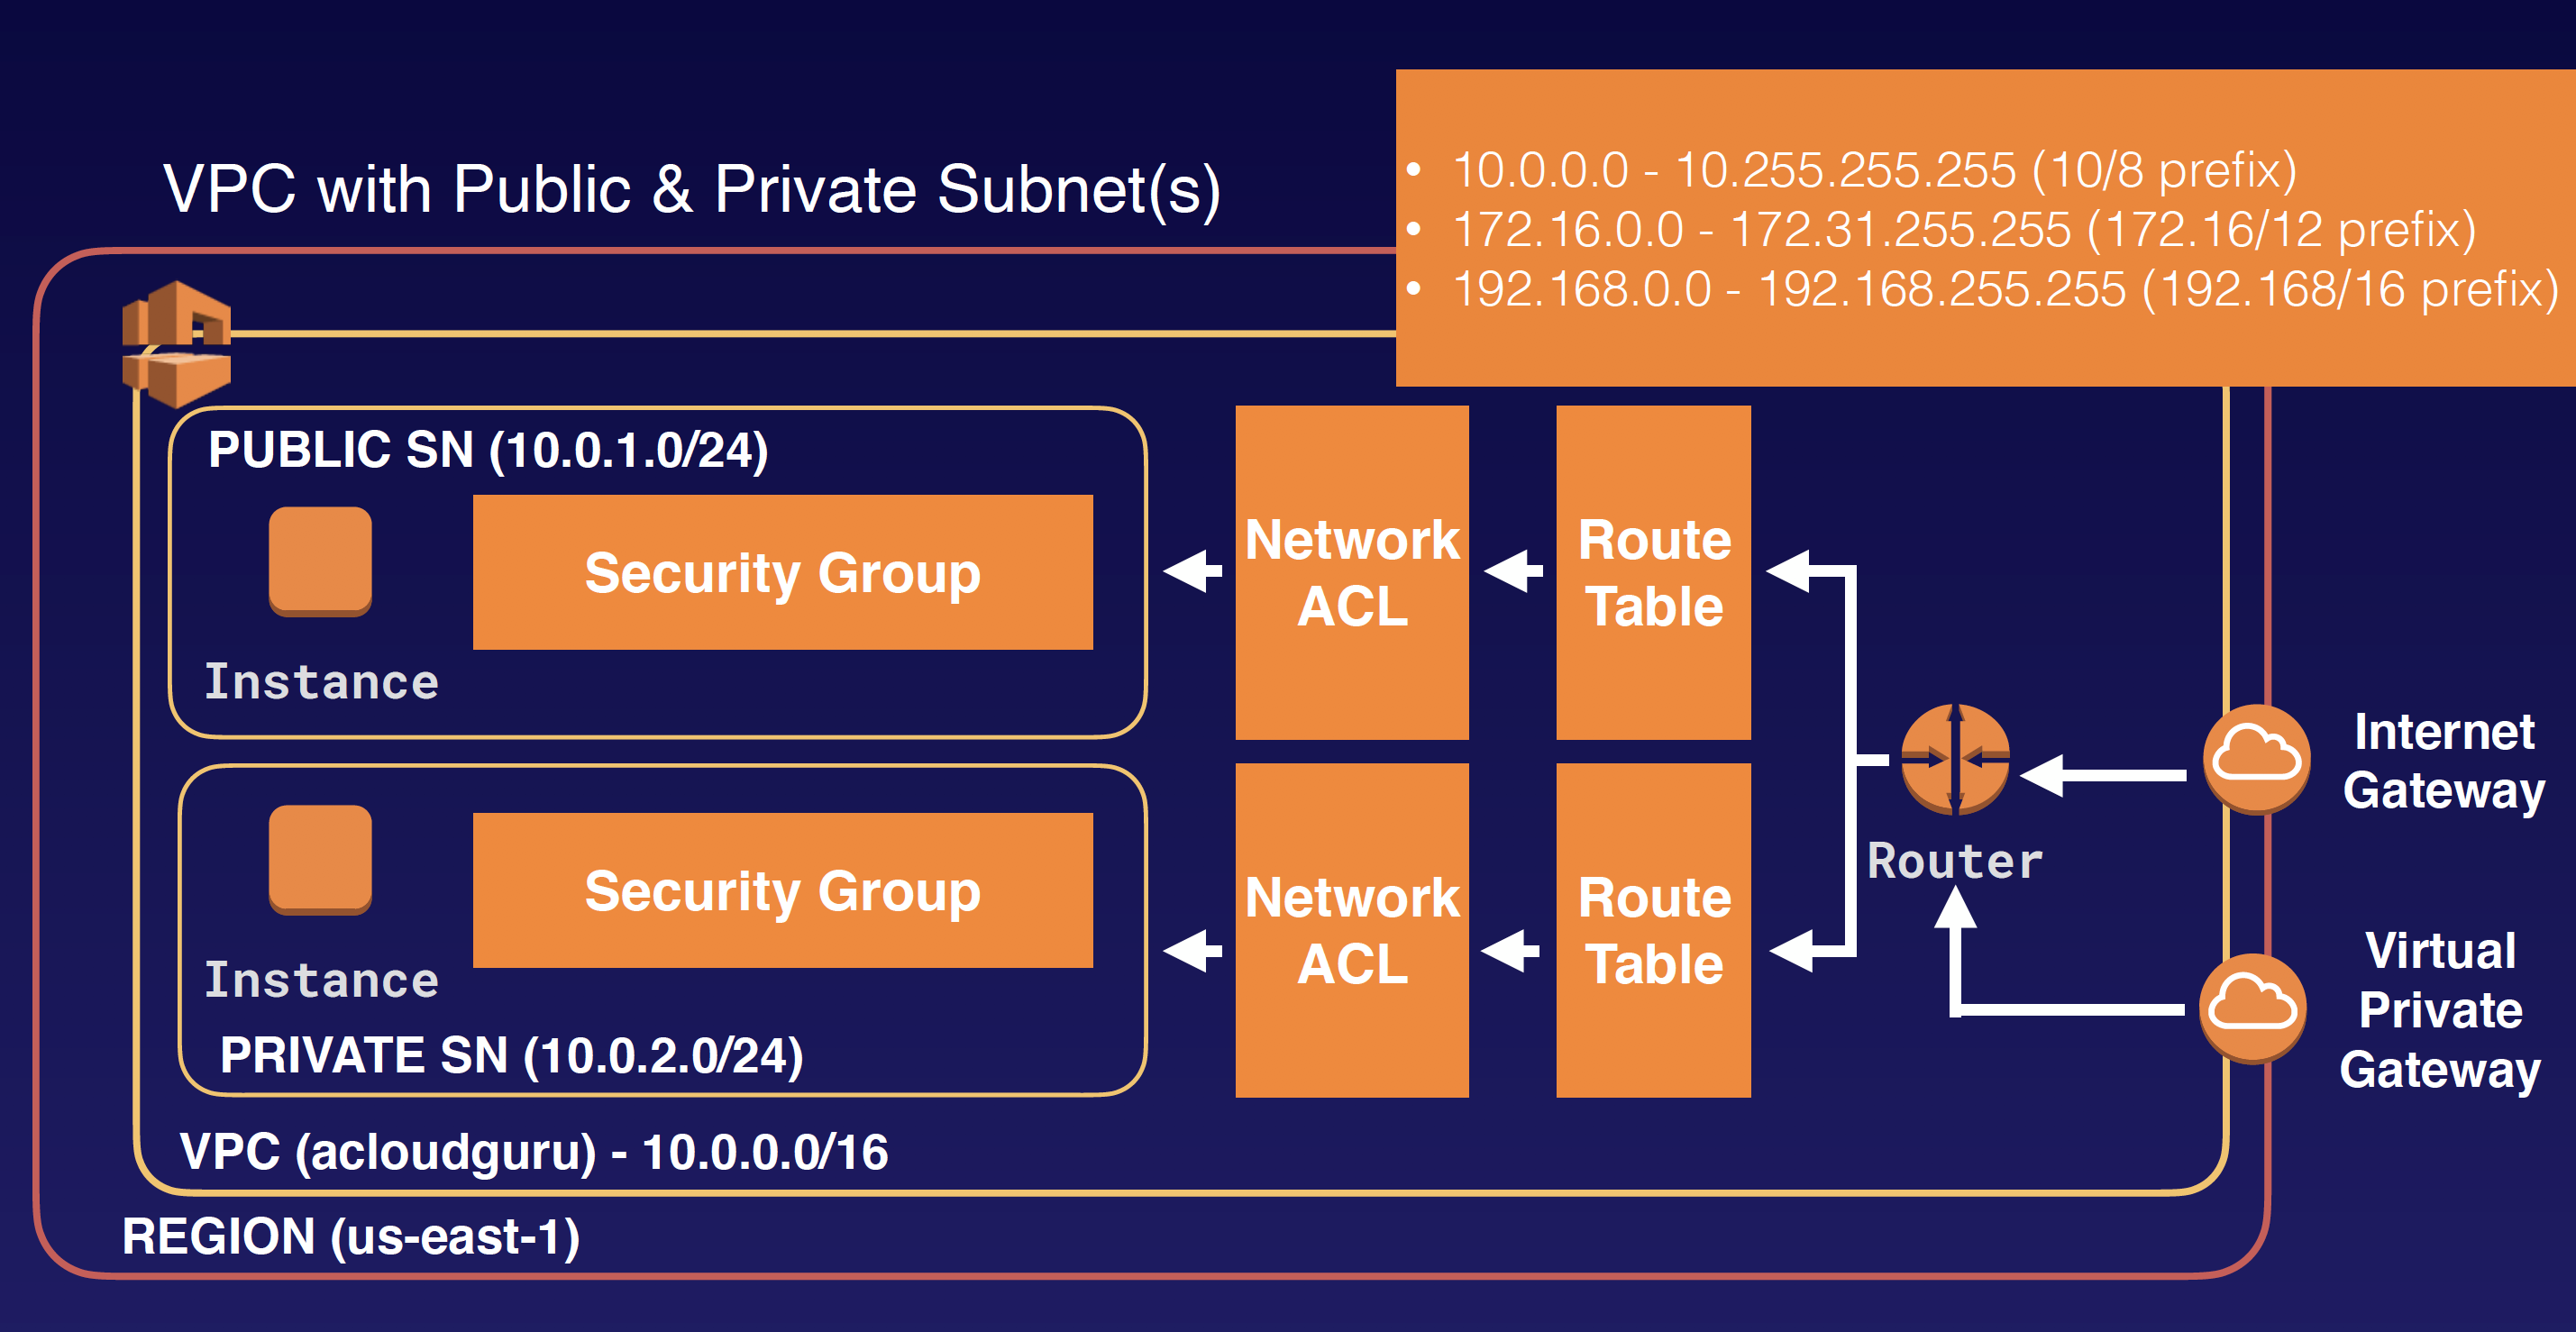 VPC with Public & Private Subnet(s)
• 10.0.0.0 - 10.255.255.255 (10/8 prefix)
• 172.16.0.0 - 172.31.255.255 (172.16/12 prefix)
• 192.168.0.0 - 192.168.255.255 (192.168/16 prefix)
PUBLIC SN (10.0.1.0/24)
Instance
Security Group
Network
ACL
Route
Table
Instance
Security Group
PRIVATE SN (10.0.2.0/24)
Network
ACL
Route
Table
Router
Internet
Gateway
Virtual
Private
Gateway
VPC (acloudguru) - 10.0.0.0/16
REGION (us-east-1)